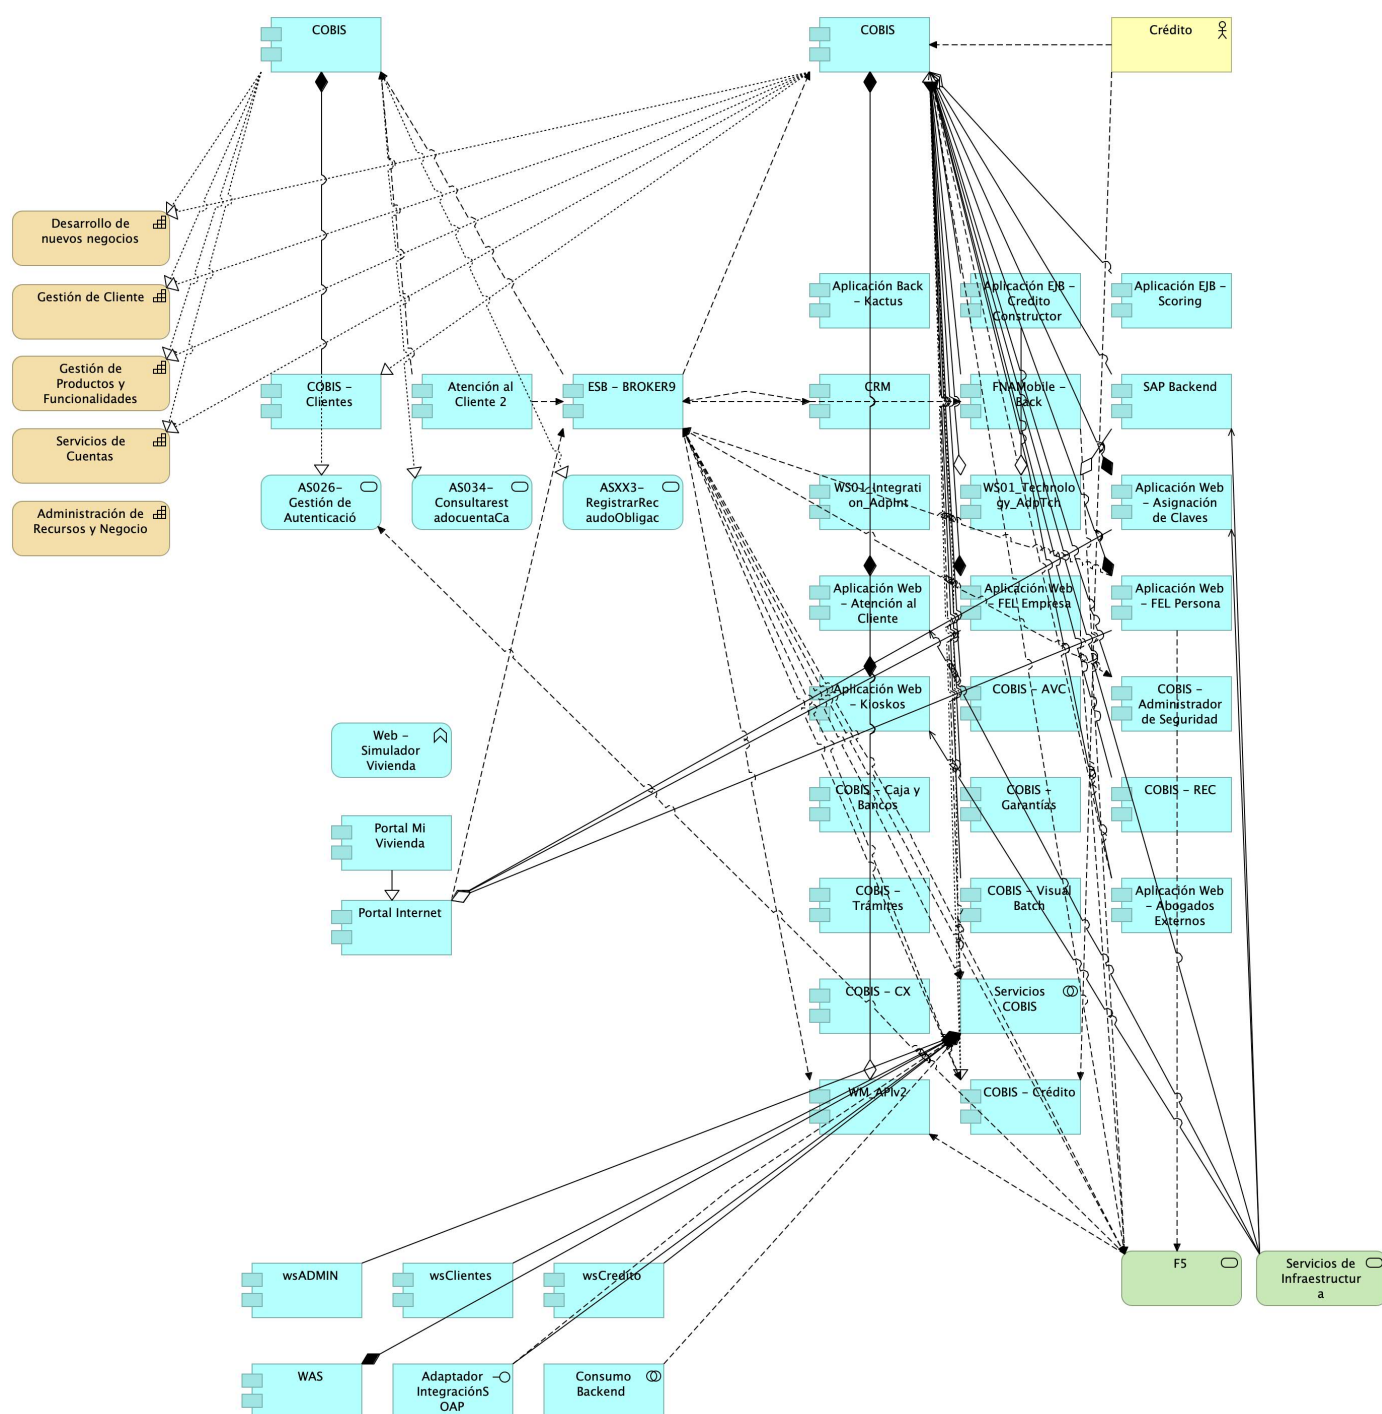 COBIS
COBIS
Crédito
Desarrollo de
nuevos negocios
Gestión de Cliente
Gestión de
Productos y
Funcionalidades
Servicios de
Cuentas
Administración de
Recursos y Negocio
Aplicación Back
– Kactus
Aplicación EJB –
Credito
Constructor
Aplicación EJB –
Scoring
COBIS –
Clientes
Atención al
Cliente 2
ESB – BROKER9
CRM
FNAMobile –
Back
SAP Backend
AS026–
Gestión de
Autenticació
AS034–
Consultarest
adocuentaCa
ASXX3–
RegistrarRec
audoObligac
WS01_Integrati
on_AdpInt
WS01_Technolo
gy_AdpTch
Aplicación Web
– Asignación
de Claves
Aplicación Web
– Atención al
Cliente
Aplicación Web
– FEL Empresa
Aplicación Web
– FEL Persona
Aplicación Web
– Kioskos
COBIS – AVC
COBIS –
Administrador
de Seguridad
Web –
Simulador
Vivienda
COBIS – Caja y
Bancos
COBIS –
Garantías
COBIS – REC
Portal Mi
Vivienda
Portal Internet
COBIS –
Trámites
COBIS – Visual
Batch
Aplicación Web
– Abogados
Externos
COBIS – CX
Servicios
COBIS
WM_APIv2
COBIS – Crédito
wsADMIN
wsClientes
wsCredito
F5
Servicios de
Infraestructur
a
WAS
Adaptador
IntegraciónS
OAP
Consumo
Backend